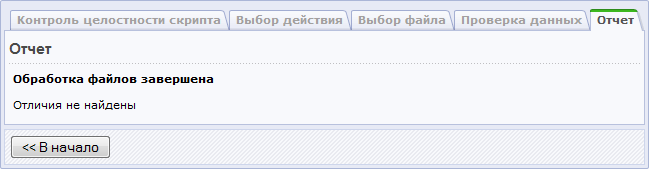 Контроль целостности скрипта Выбор действия Выбор файла Проверка данных Отчет
Отчет
Обработка файлов завершена
Отличия не найдены
<< В начало